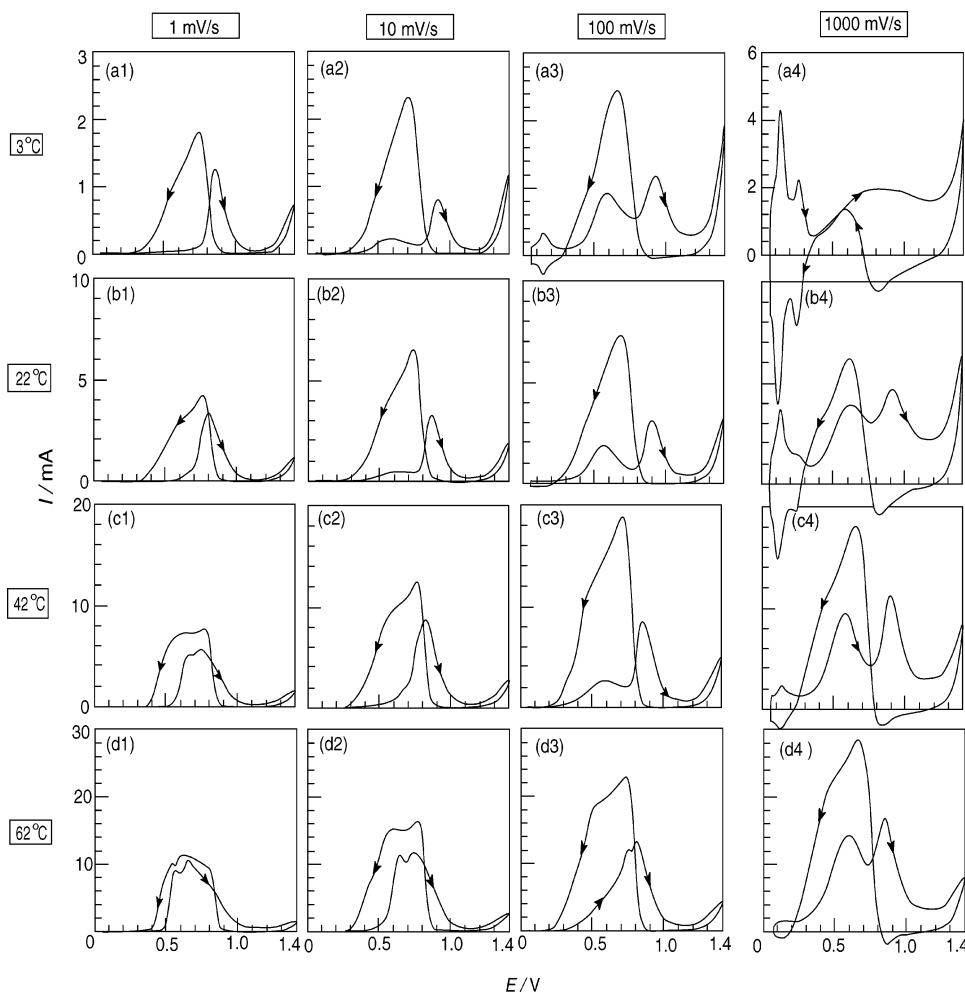 1 mV/s 10 mV/s 100 mV/s 1000 mV/s
3 (a1) (a2) (a3) 6 (a4)
2 4
3°C
1 2
0 0
10 (b1) (b2) (b3) (b4)
22°C 5
0
I / mA
20 (c1) (c2) (c3) (c4)
42°C 10
0
30 (d1) (d2) (d3) (d4)
20
62°C
10
0 0.5 1.0 1.4 0 0.5 1.0 1.4 0 0.5 1.0 1.4 0 0.5 1.0 1.4
E / V